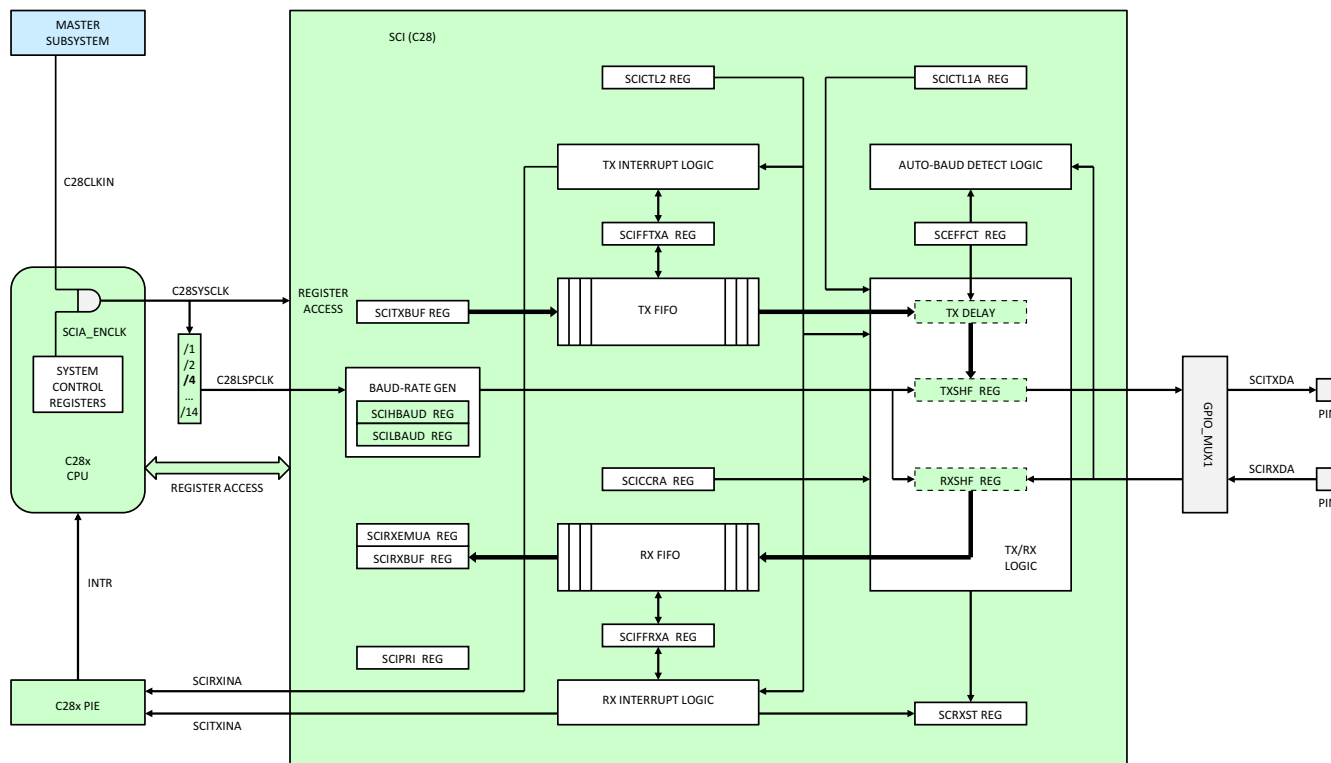 MASTER
SUBSYSTEM
SCI (C28)
SCICTL2 REG
SCICTL1A REG
C28CLKIN
TX INTERRUPT LOGIC
AUTO-BAUD DETECT LOGIC
SCIFFTXA REG
SCEFFCT REG
C28SYSCLK
REGISTER
ACCESS
SCIA_ENCLK
SCITXBUF REG
TX FIFO
TX DELAY
SYSTEM
CONTROL
REGISTERS
/1
/2
/4
...
/14
C28LSPCLK
BAUD-RATE GEN
SCIHBAUD REG
SCILBAUD REG
TXSHF REG
GPIO_MUX1
SCITXDA
PIN
C28x
CPU
REGISTER ACCESS
SCICCRA REG
RXSHF REG
SCIRXDA
PIN
SCIRXEMUA REG
SCIRXBUF REG
RX FIFO
TX/RX
LOGIC
INTR
SCIFFRXA REG
SCIPRI REG
SCIRXINA
C28x PIE
SCITXINA
RX INTERRUPT LOGIC
SCRXST REG